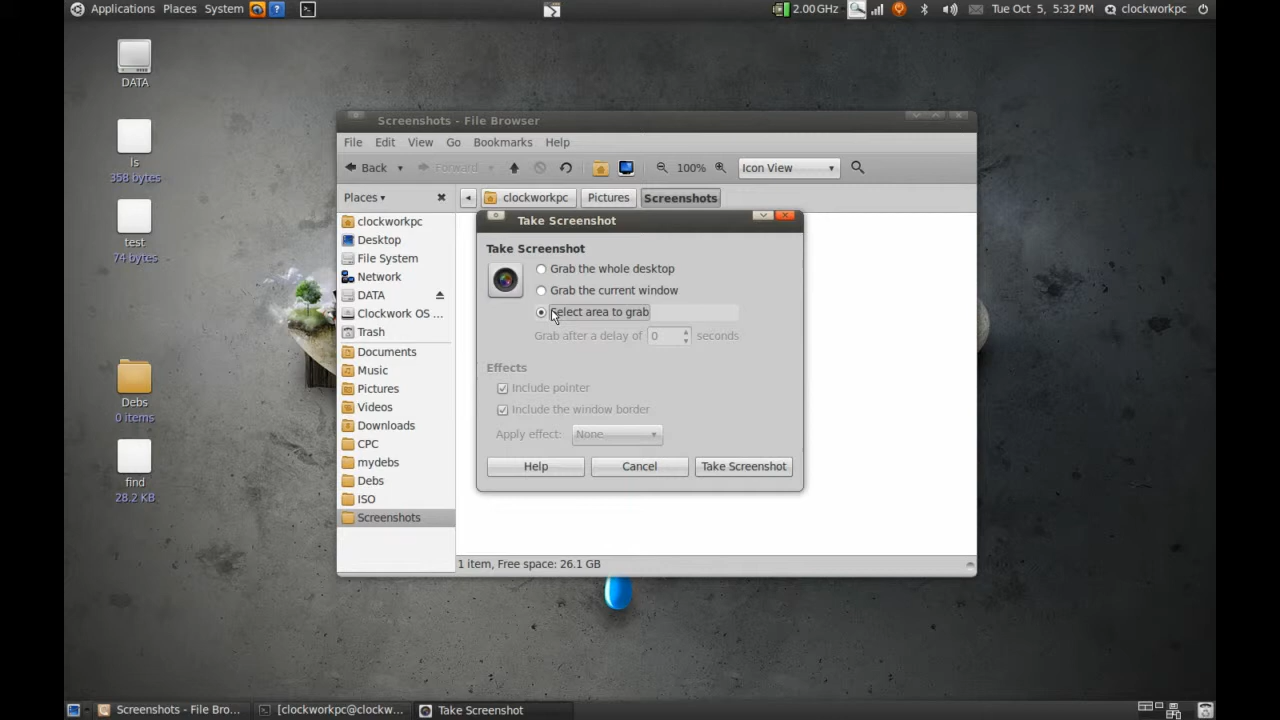 Applications Places System
2.00GHz Tue Oct 5, 5:32 PM clockworkpc
DATA
ls
358 bytes
test
74 bytes
Debs
0 items
find
28.2 KB
Screenshots - File Browser
File Edit View Go Bookmarks Help
Back Forward 100% Icon View
Places clockworkpc Pictures Screenshots
clockworkpc
Desktop
File System
Network
DATA
Clockwork OS ...
Trash
Documents
Music
Pictures
Videos
Downloads
CPC
mydebs
Debs
ISO
Screenshots
1 item, Free space: 26.1 GB
Take Screenshot
Take Screenshot
Grab the whole desktop
Grab the current window
Select area to grab
Grab after a delay of 0 seconds
Effects
Include pointer
Include the window border
Apply effect: None
Help Cancel Take Screenshot
Screenshots - File Bro... [clockworkpc@clockw... Take Screenshot